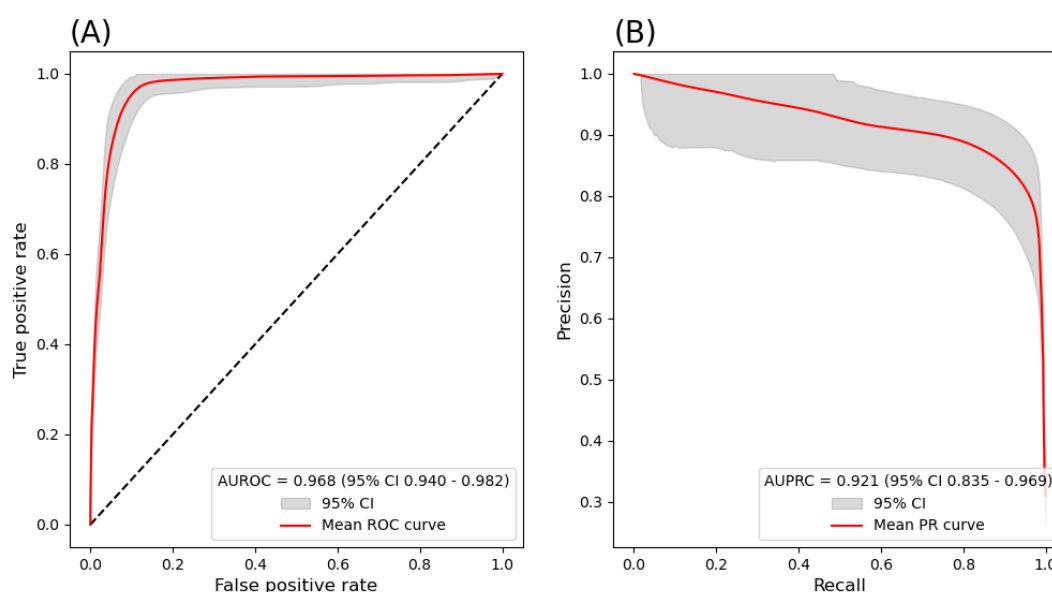 (A)
True positive rate
1.0
0.8
0.6
0.4
0.2
0.0
AUROC = 0.968 (95% CI 0.940 - 0.982)
95% CI
Mean ROC curve
0.0 0.2 0.4 0.6 0.8 1.0
False positive rate
(B)
Precision
1.0
0.9
0.8
0.7
0.6
0.5
0.4
0.3
AUPRC = 0.921 (95% CI 0.835 - 0.969)
95% CI
Mean PR curve
0.0 0.2 0.4 0.6 0.8 1.0
Recall